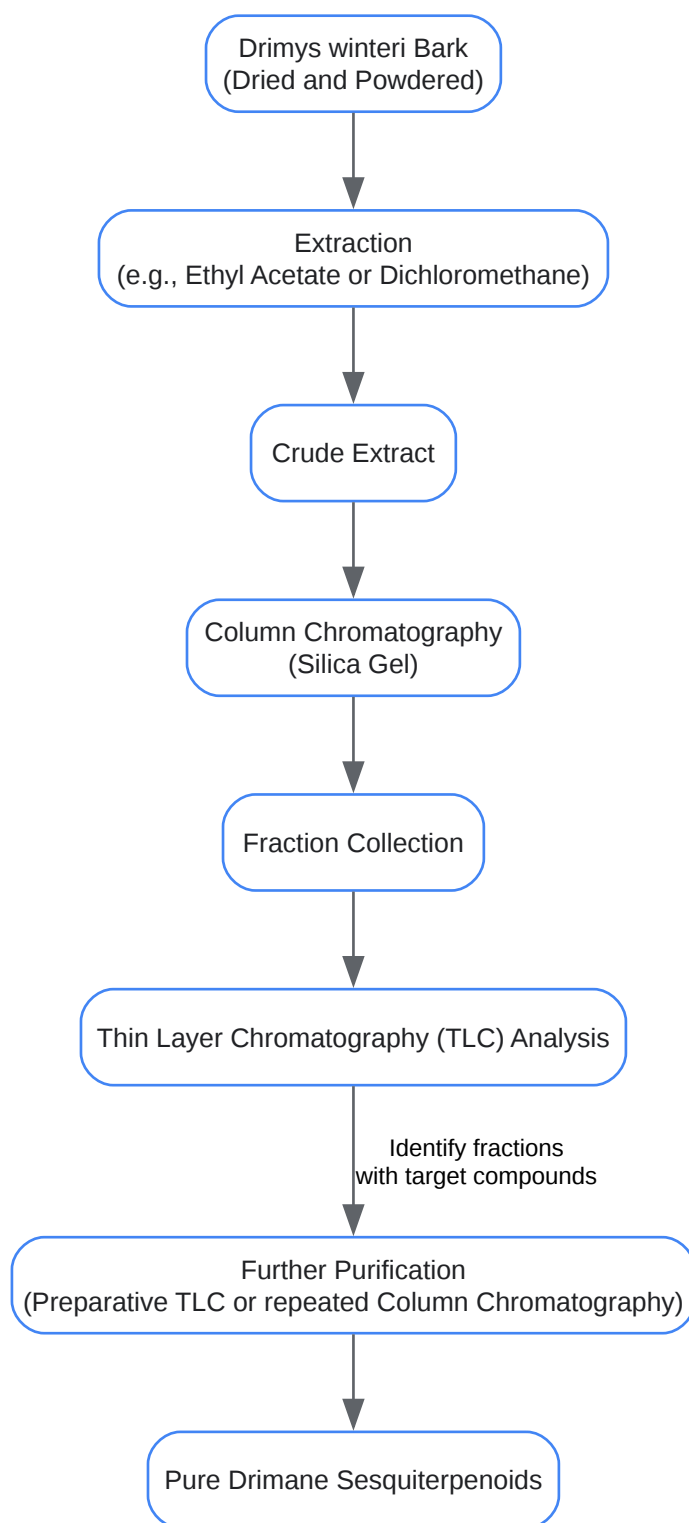 Drimys winteri Bark
(Dried and Powdered)
Extraction
(e.g., Ethyl Acetate or Dichloromethane)
Crude Extract
Column Chromatography
(Silica Gel)
Fraction Collection
Thin Layer Chromatography (TLC) Analysis
Identify fractions
with target compounds
Further Purification
(Preparative TLC or repeated Column Chromatography)
Pure Drimane Sesquiterpenoids